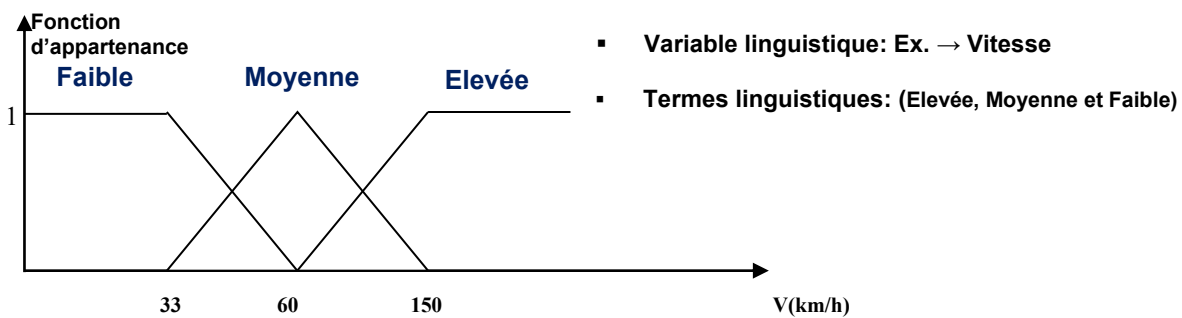 Fonction
d'appartenance
Faible Moyenne Elevée
1
33 60 150 V(km/h)
▪ Variable linguistique: Ex. → Vitesse
▪ Termes linguistiques: (Elevée, Moyenne et Faible)